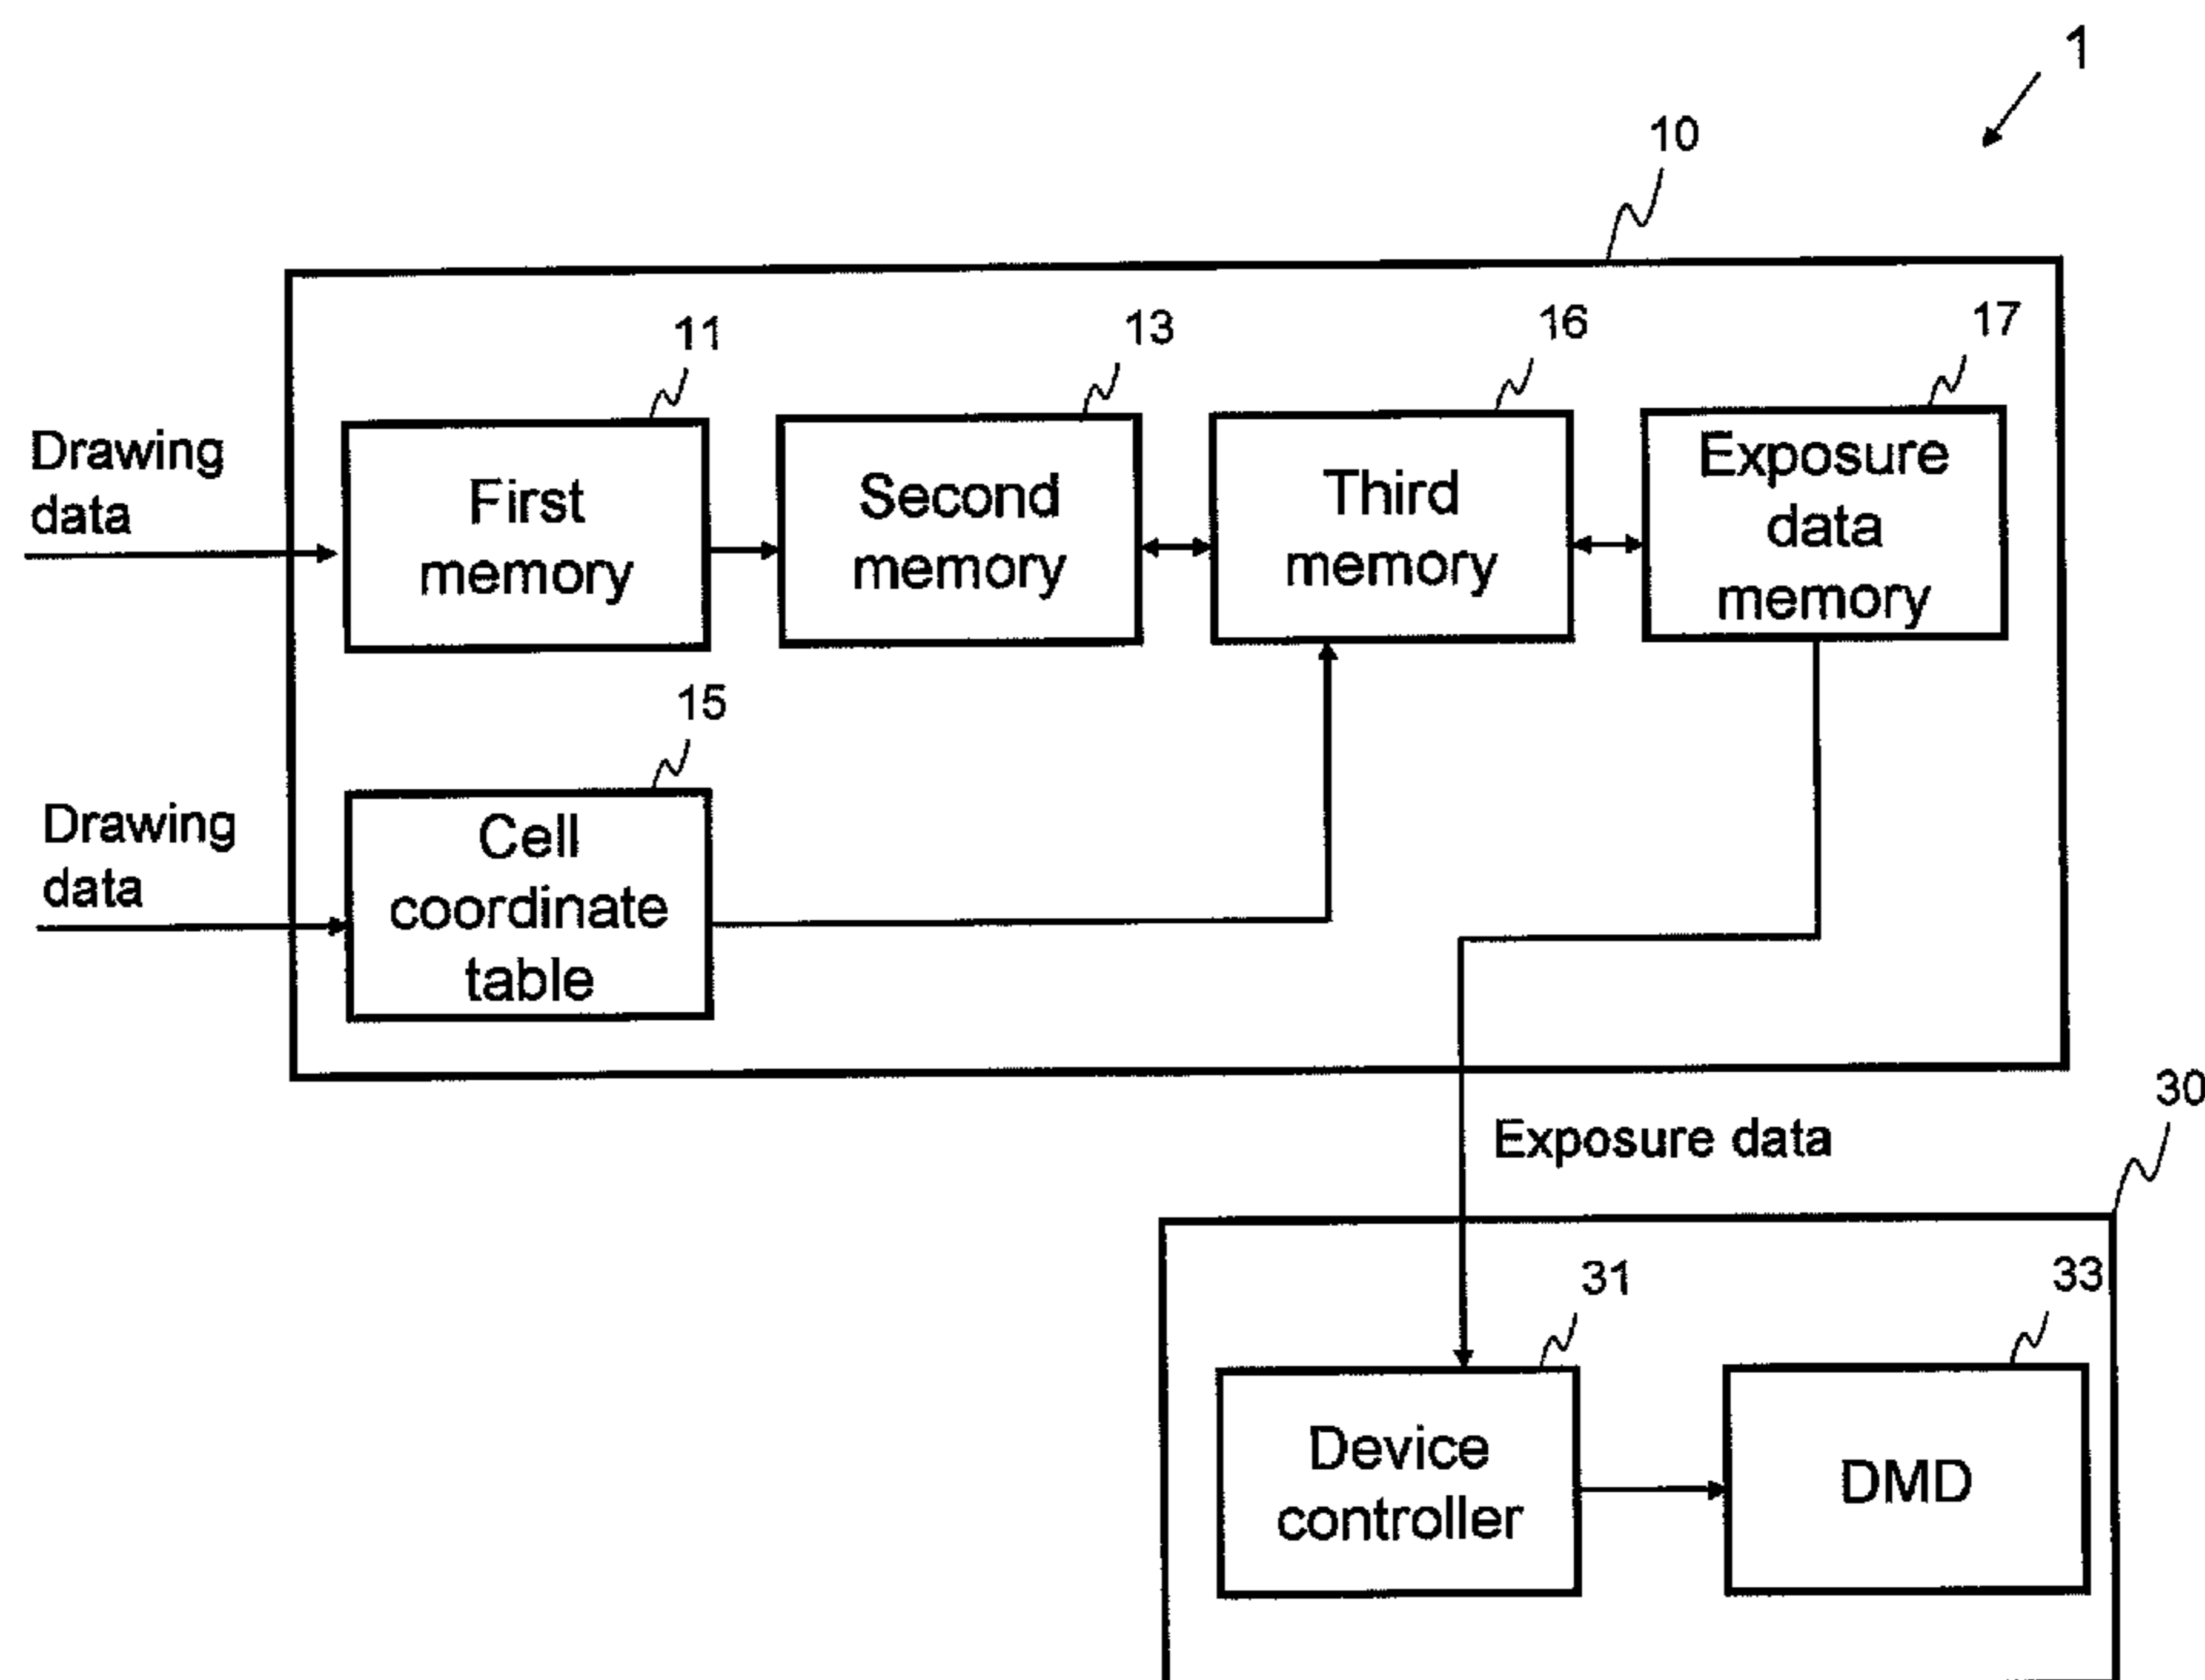 1
10
11
13
16
17
Drawing
data
First
memory
Second
memory
Third
memory
Exposure
data
memory
15
Drawing
data
Cell
coordinate
table
Exposure data
30
31
33
Device
controller
DMD